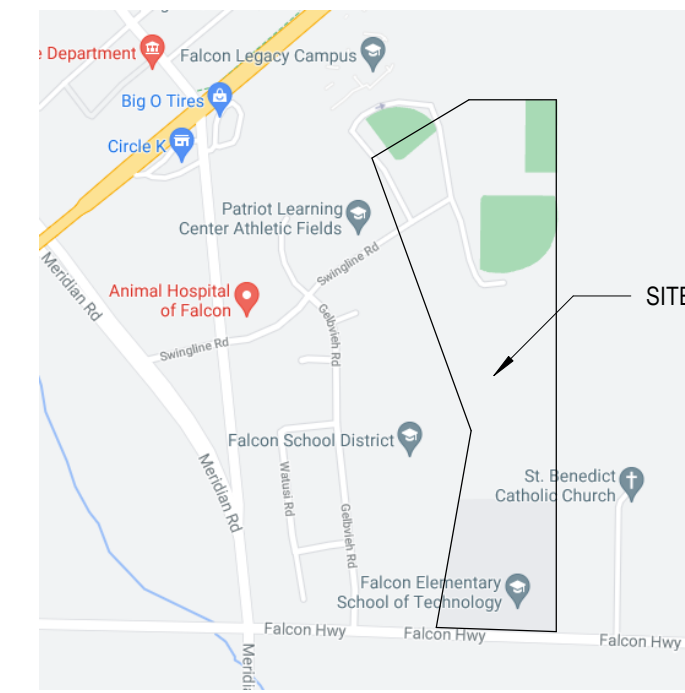 e Department
Falcon Legacy Campus
Big O Tires
Circle K
Patriot Learning
Center Athletic Fields
Swingline Rd
Meridian Rd
Animal Hospital
of Falcon
SITE
Gelbvieh Rd
Swingline Rd
Falcon School District
Meridian Rd
Watusi Rd
St. Benedict
Catholic Church
Gelbvieh Rd
Falcon Elementary
School of Technology
Falcon Hwy
Falcon Hwy
Falcon Hwy
Meridia